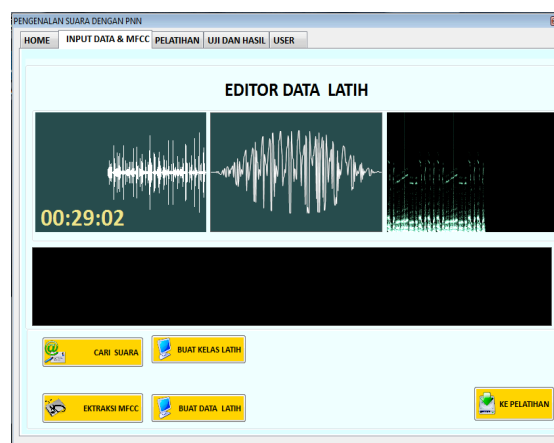 PENGENALAN SUARA DENGAN PNN
HOME INPUT DATA & MFCC PELATIHAN UJI DAN HASIL USER
EDITOR DATA LATIH
00:29:02
CARI SUARA BUAT KELAS LATIH
EKTRAKSI MFCC BUAT DATA LATIH KE PELATIHAN